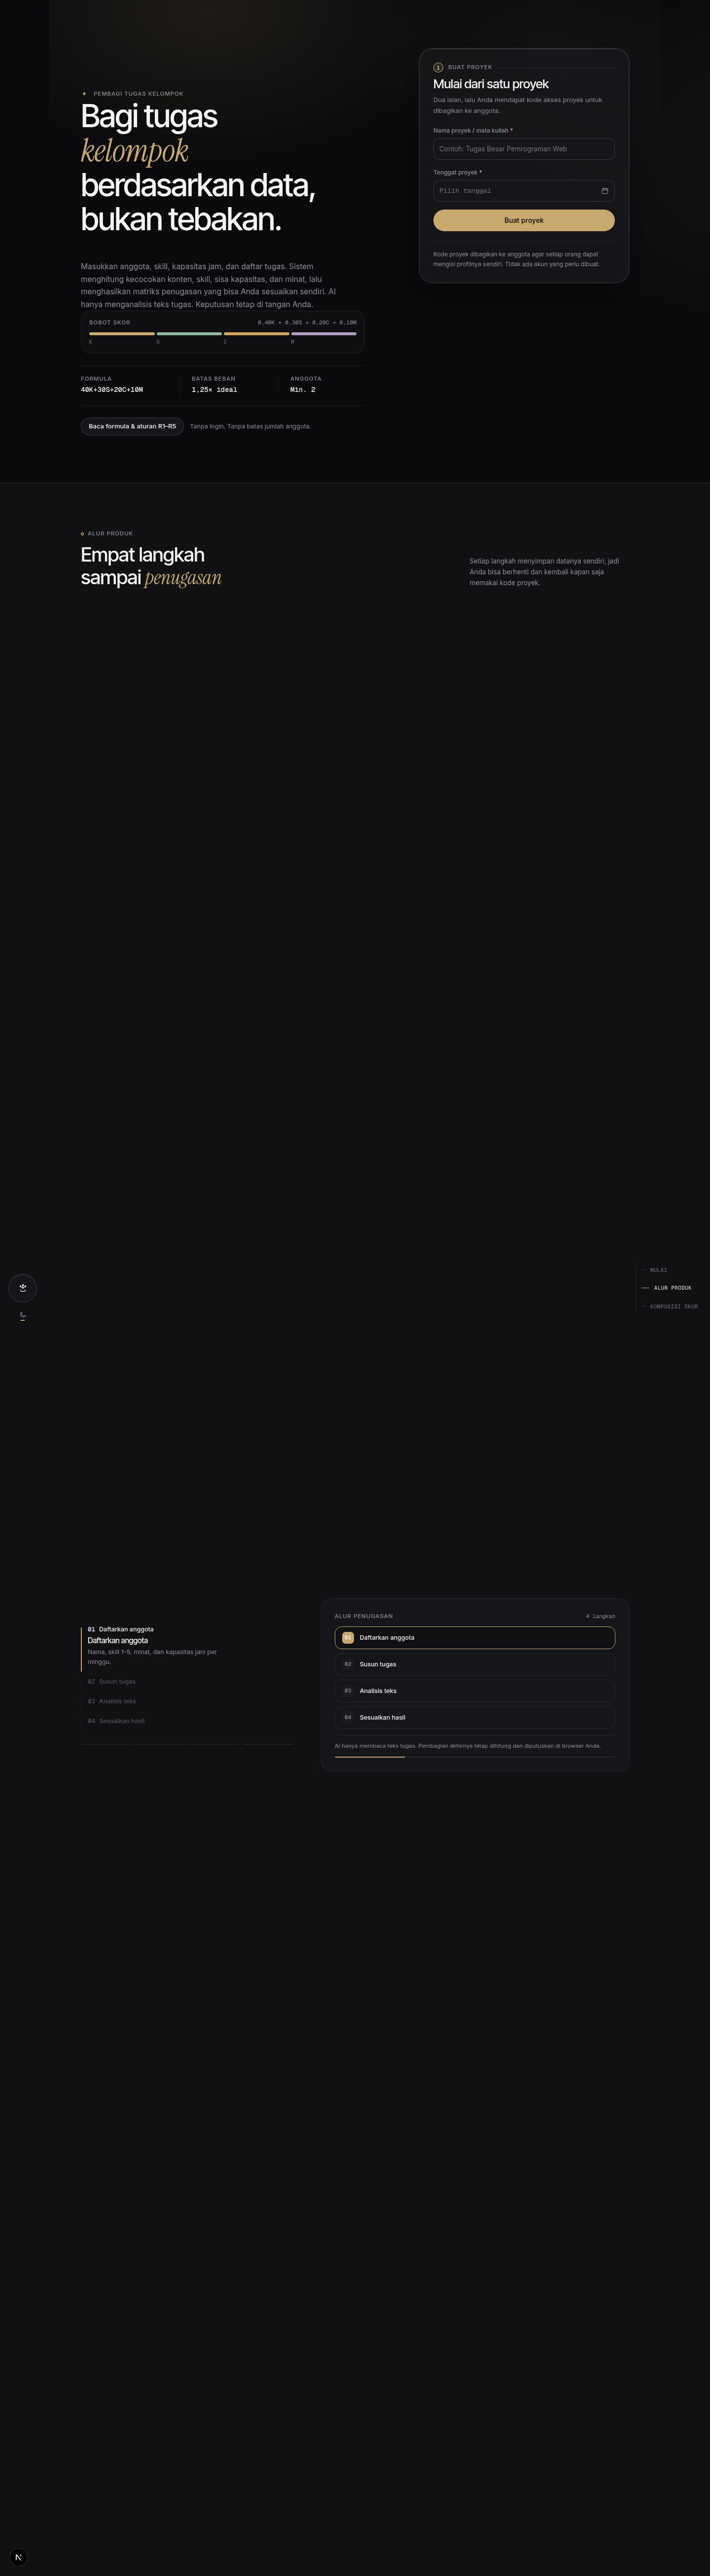 PEMBAGI TUGAS KELOMPOK
Bagi tugas
kelompok
berdasarkan data,
bukan tebakan.
Masukkan anggota, skill, kapasitas jam, dan daftar tugas. Sistem
menghitung kecocokan konten, skill, sisa kapasitas, dan minat, lalu
menghasilkan matriks penugasan yang bisa Anda sesuaikan sendiri. AI
hanya menganalisis teks tugas. Keputusan tetap di tangan Anda.
BOBOT SKOR
0,40K + 0,30S + 0,20C + 0,10M
K
S
C
M
FORMULA
40K+30S+20C+10M
BATAS BEBAN
1,25× ideal
ANGGOTA
Min. 2
Baca formula & aturan R1–R5
Tanpa login. Tanpa batas jumlah anggota.
1
BUAT PROYEK
Mulai dari satu proyek
Dua isian, lalu Anda mendapat kode akses proyek untuk
dibagikan ke anggota.
Nama proyek / mata kuliah *
Contoh: Tugas Besar Pemrograman Web
Tenggat proyek *
Pilih tanggal
Buat proyek
Kode proyek dibagikan ke anggota agar setiap orang dapat
mengisi profilnya sendiri. Tidak ada akun yang perlu dibuat.
ALUR PRODUK
Empat langkah
sampai penugasan
Setiap langkah menyimpan datanya sendiri, jadi
Anda bisa berhenti dan kembali kapan saja
memakai kode proyek.
MULAI
ALUR PRODUK
KOMPOSISI SKOR
01 Daftarkan anggota
Daftarkan anggota
Nama, skill 1–5, minat, dan kapasitas jam per
minggu.
02 Susun tugas
03 Analisis teks
04 Sesuaikan hasil
ALUR PENUGASAN
4 langkah
01 Daftarkan anggota
02 Susun tugas
03 Analisis teks
04 Sesuaikan hasil
AI hanya membaca teks tugas. Pembagian akhirnya tetap dihitung dan diputuskan di browser Anda.
N